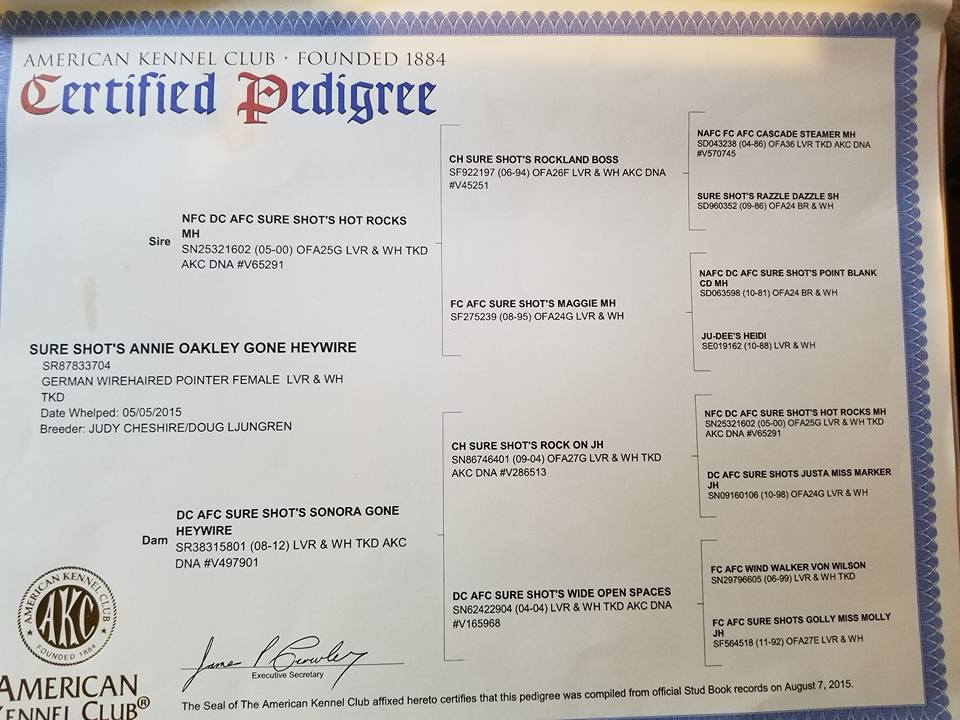 AMERICAN KENNEL CLUB · FOUNDED 1884
Certified Pedigree
NAFC FC AFC CASCADE STEAMER MH
SD043238 (04-86) OFA36 LVR TKD AKC DNA
#V570745
CH SURE SHOT'S ROCKLAND BOSS
SF922197 (06-94) OFA26F LVR & WH AKC DNA
#V45251
SURE SHOT'S RAZZLE DAZZLE SH
SD960352 (09-86) OFA24 BR & WH
Sire
NFC DC AFC SURE SHOT'S HOT ROCKS
MH
SN25321602 (05-00) OFA25G LVR & WH TKD
AKC DNA #V65291
NAFC DC AFC SURE SHOT'S POINT BLANK
CD MH
SD063598 (10-81) OFA24 BR & WH
FC AFC SURE SHOT'S MAGGIE MH
SF275239 (08-95) OFA24G LVR & WH
JU-DEE'S HEIDI
SE019162 (10-88) LVR & WH
SURE SHOT'S ANNIE OAKLEY GONE HEYWIRE
SR87833704
GERMAN WIREHAIRED POINTER FEMALE LVR & WH
TKD
Date Whelped: 05/05/2015
Breeder: JUDY CHESHIRE/DOUG LJUNGREN
NFC DC AFC SURE SHOT'S HOT ROCKS MH
SN25321602 (05-00) OFA25G LVR & WH TKD
AKC DNA #V65291
CH SURE SHOT'S ROCK ON JH
SN86746401 (09-04) OFA27G LVR & WH TKD
AKC DNA #V286513
DC AFC SURE SHOTS JUSTA MISS MARKER
JH
SN09160106 (10-98) OFA24G LVR & WH
Dam
DC AFC SURE SHOT'S SONORA GONE
HEYWIRE
SR38315801 (08-12) LVR & WH TKD AKC
DNA #V497901
FC AFC WIND WALKER VON WILSON
SN29796605 (06-99) LVR & WH TKD
DC AFC SURE SHOT'S WIDE OPEN SPACES
SN62422904 (04-04) LVR & WH TKD AKC DNA
#V165968
FC AFC SURE SHOTS GOLLY MISS MOLLY
JH
SF564518 (11-92) OFA27E LVR & WH
AMERICAN KENNEL CLUB
AKC
FOUNDED 1884
James P Crowley
Executive Secretary
AMERICAN
KENNEL CLUB®
The Seal of The American Kennel Club affixed hereto certifies that this pedigree was compiled from official Stud Book records on August 7, 2015.